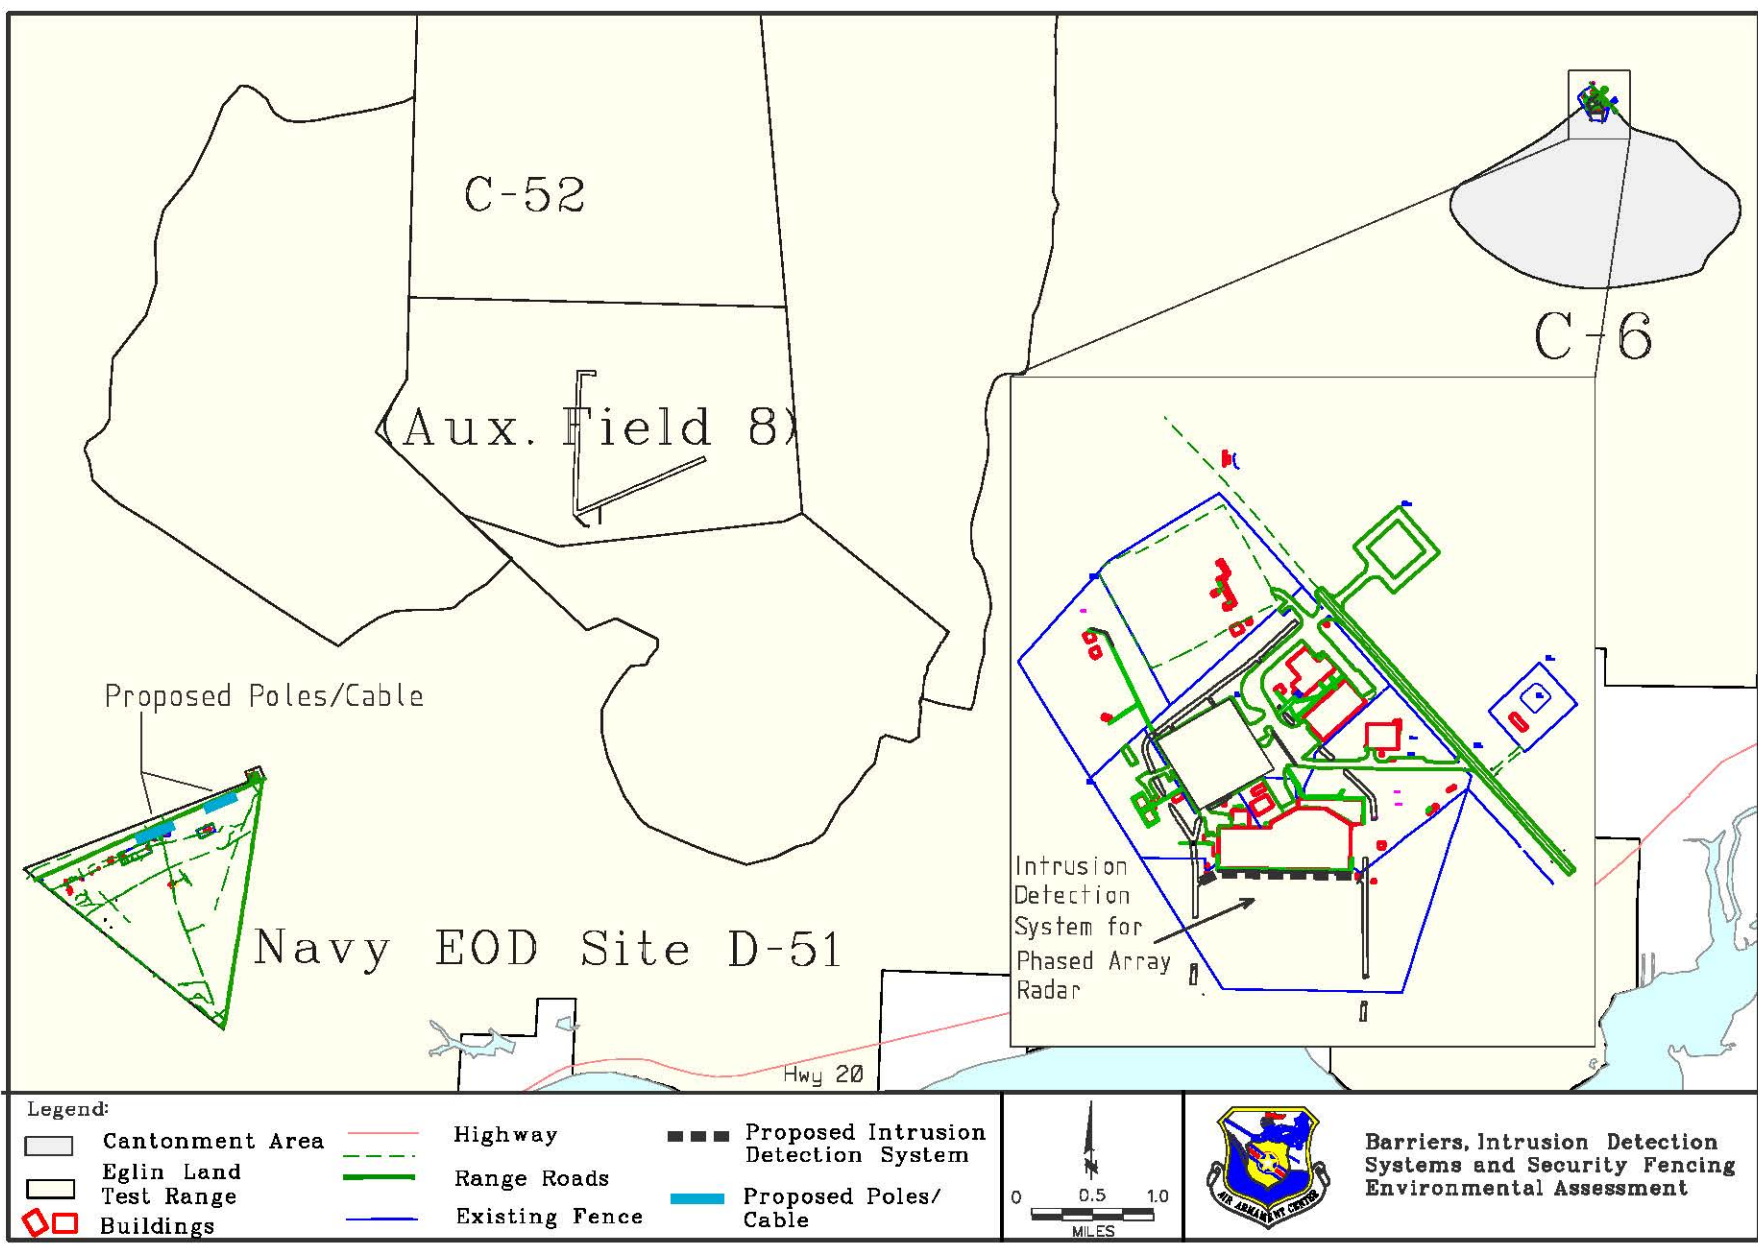 C-52
C-6
(Aux. Field 8)
Proposed Poles/Cable
Intrusion
Detection
System for
Phased Array
Radar
Navy EOD Site D-51
Hwy 20
Legend:
Cantonment Area
Eglin Land
Test Range
Buildings
Highway
Range Roads
Existing Fence
Proposed Intrusion
Detection System
Proposed Poles/
Cable
N
0 0.5 1.0
MILES
AIR ARMAMENT CENTER
Barriers, Intrusion Detection
Systems and Security Fencing
Environmental Assessment